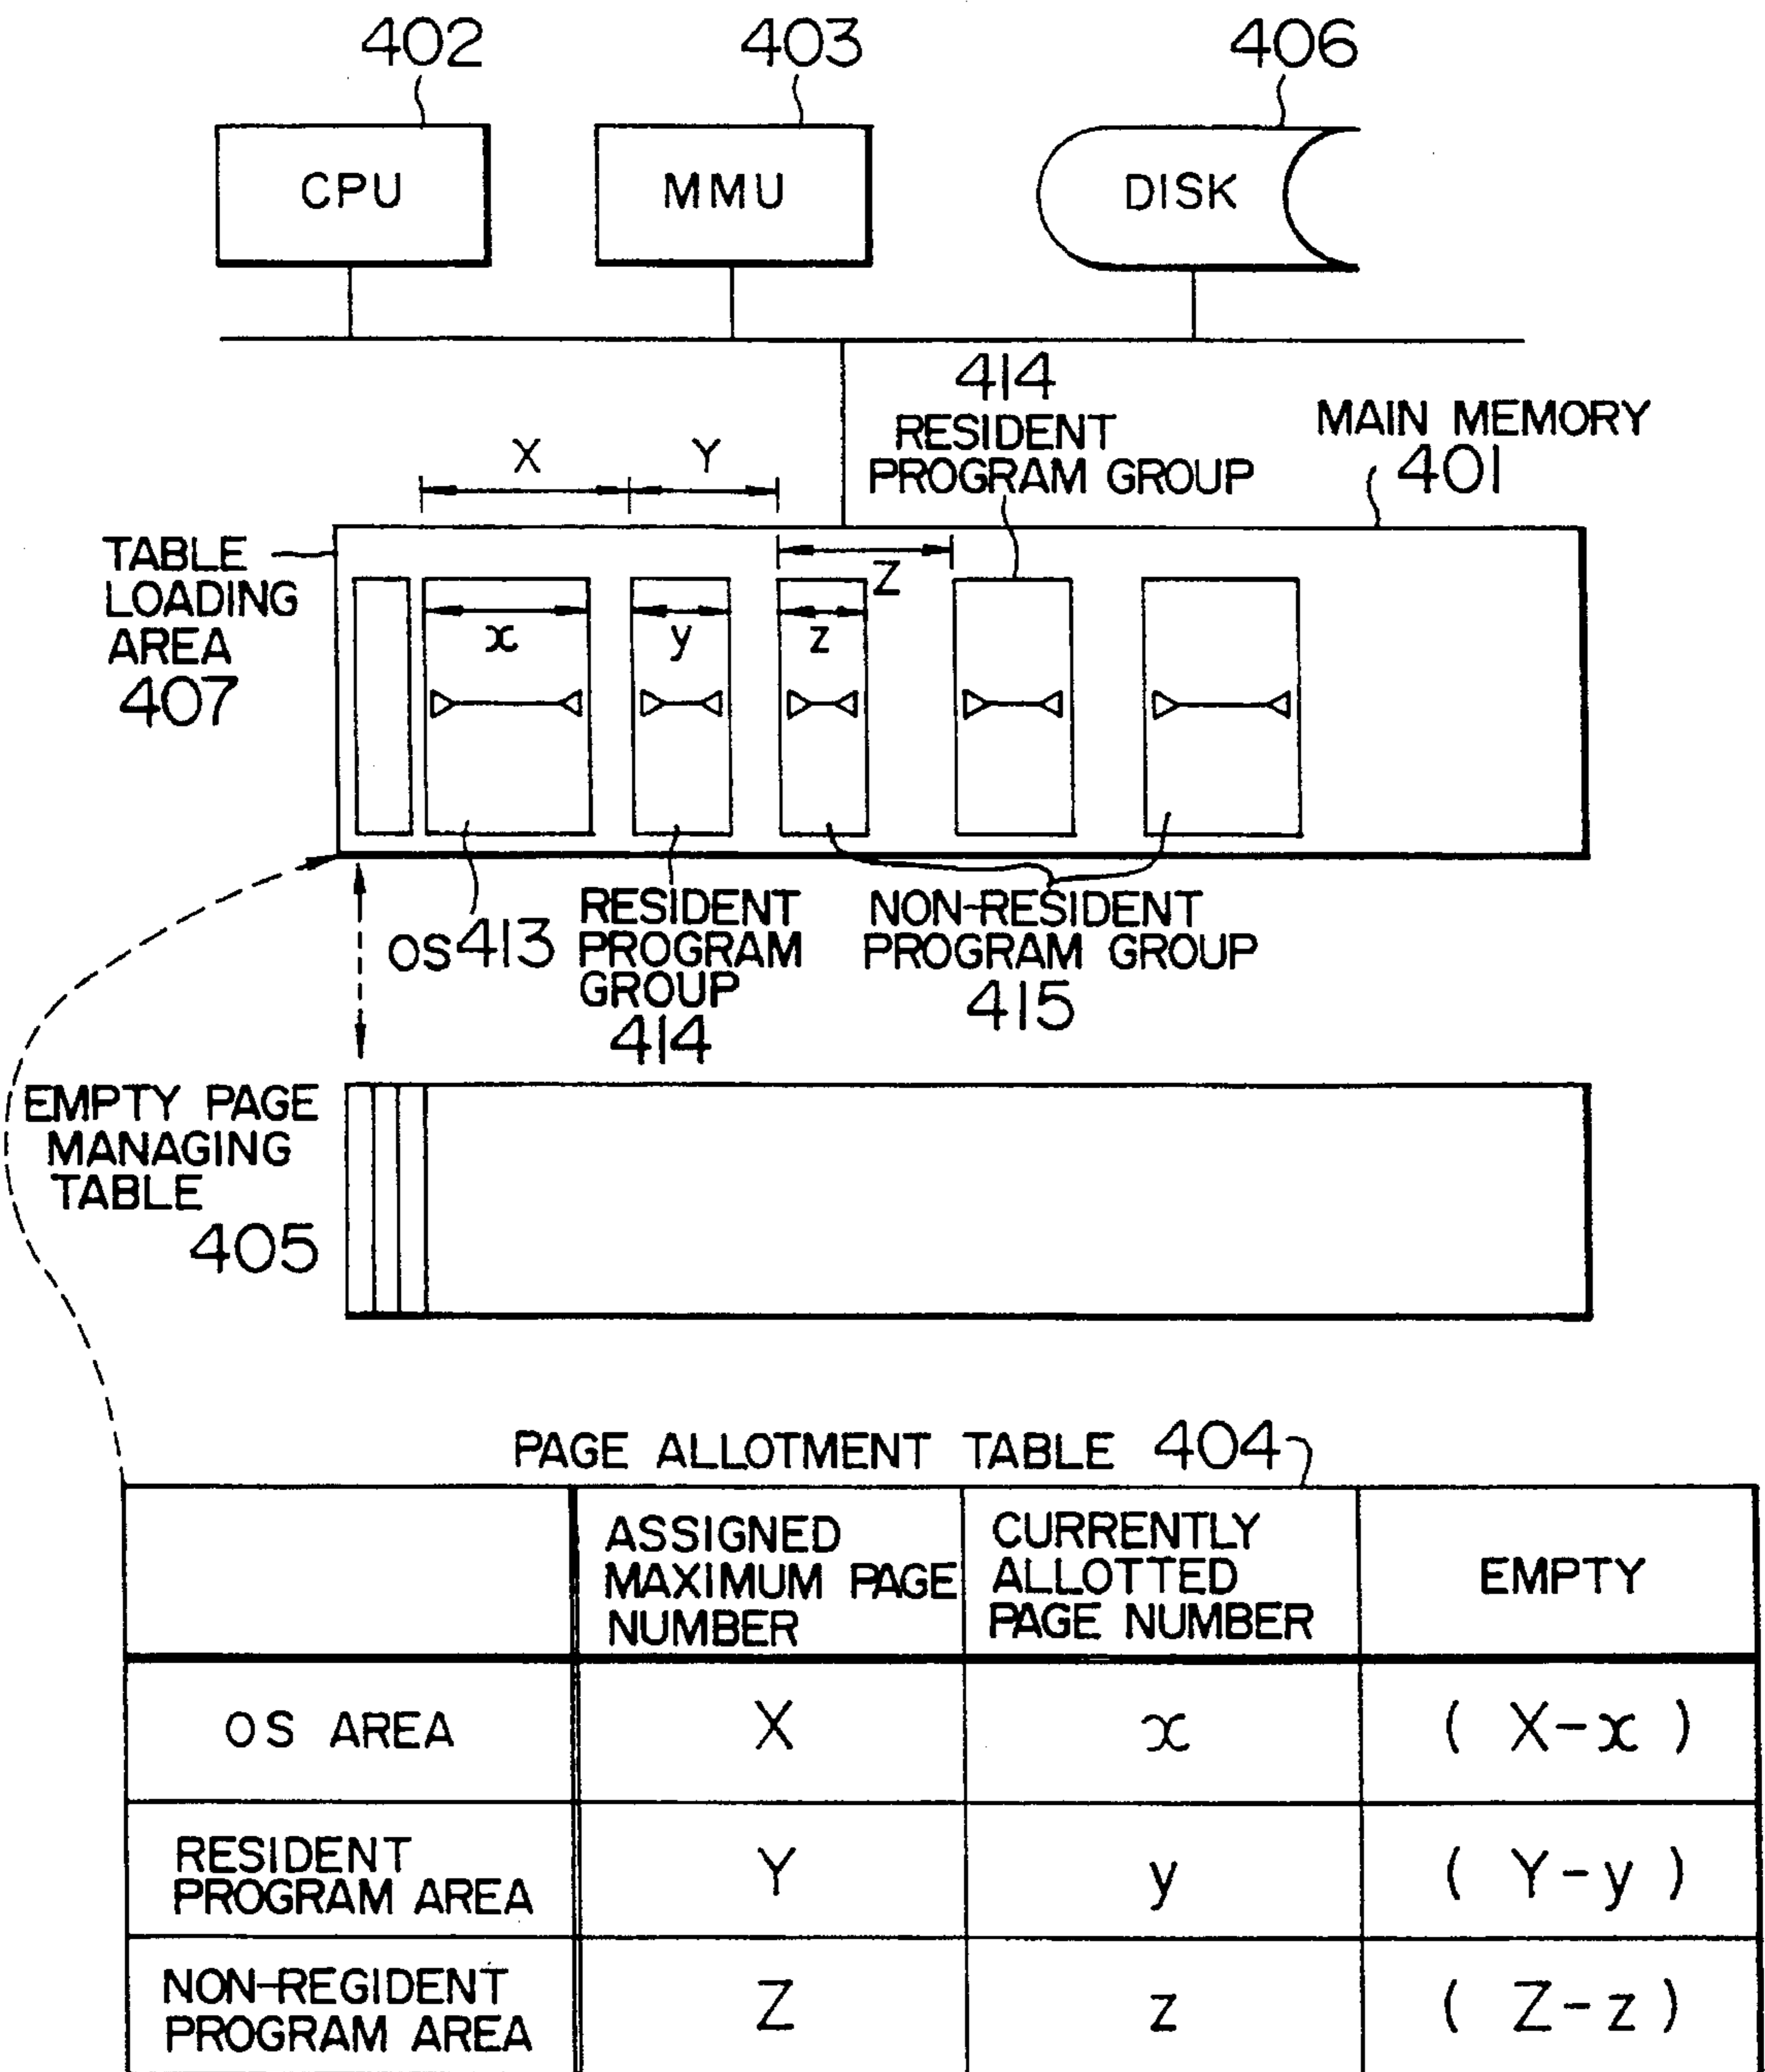 402
403
406
CPU
MMU
DISK
414
RESIDENT
PROGRAM GROUP
MAIN MEMORY
401
X
Y
Z
TABLE
LOADING
AREA
407
x
y
z
OS 413
RESIDENT
PROGRAM
GROUP
414
NON-RESIDENT
PROGRAM GROUP
415
EMPTY PAGE
MANAGING
TABLE
405
PAGE ALLOTMENT TABLE 404
ASSIGNED
MAXIMUM PAGE
NUMBER
CURRENTLY
ALLOTTED
PAGE NUMBER
EMPTY
OS AREA
X
x
( X-x )
RESIDENT
PROGRAM AREA
Y
y
( Y-y )
NON-REGIDENT
PROGRAM AREA
Z
z
( Z-z )